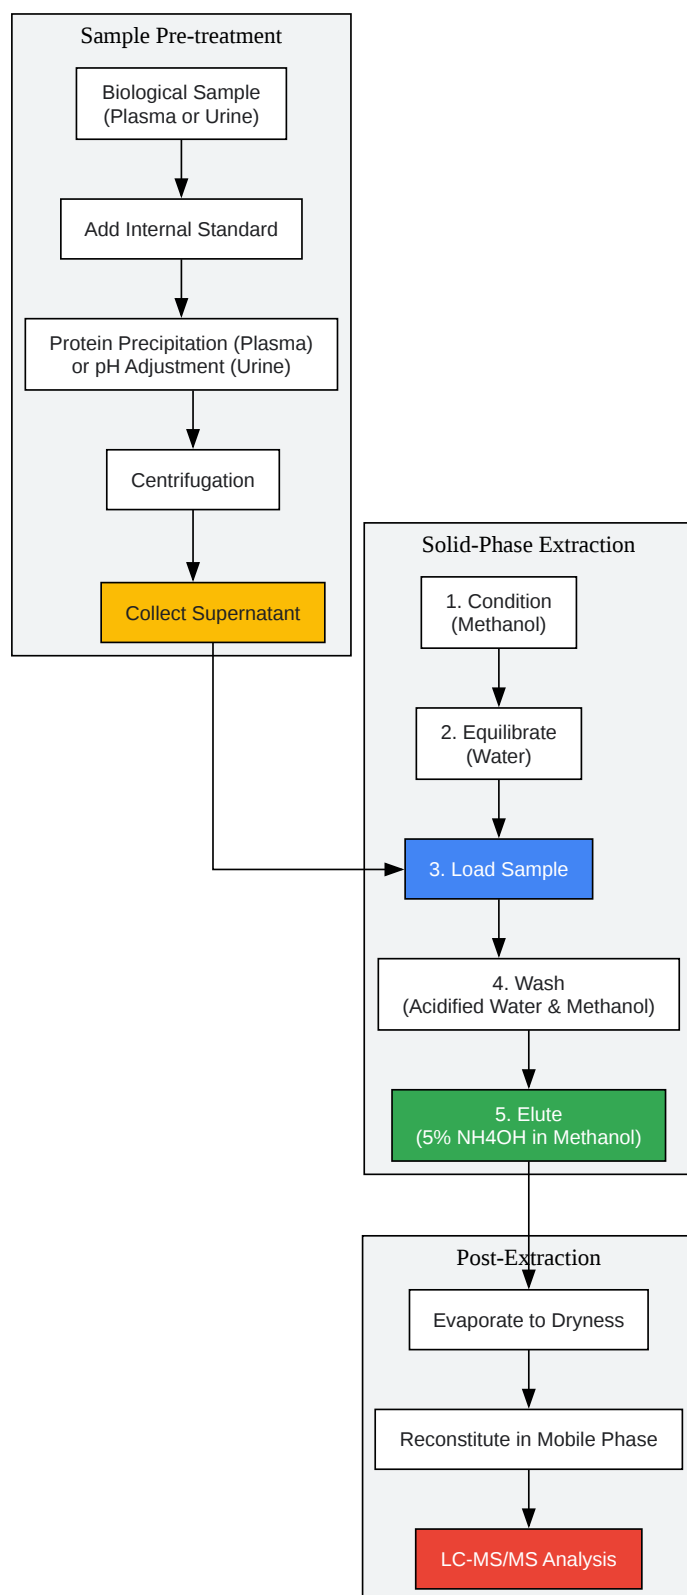 Sample Pre-treatment
Biological Sample
(Plasma or Urine)
Add Internal Standard
Protein Precipitation (Plasma)
or pH Adjustment (Urine)
Centrifugation
Collect Supernatant
Solid-Phase Extraction
1. Condition
(Methanol)
2. Equilibrate
(Water)
3. Load Sample
4. Wash
(Acidified Water & Methanol)
5. Elute
(5% NH4OH in Methanol)
Post-Extraction
Evaporate to Dryness
Reconstitute in Mobile Phase
LC-MS/MS Analysis